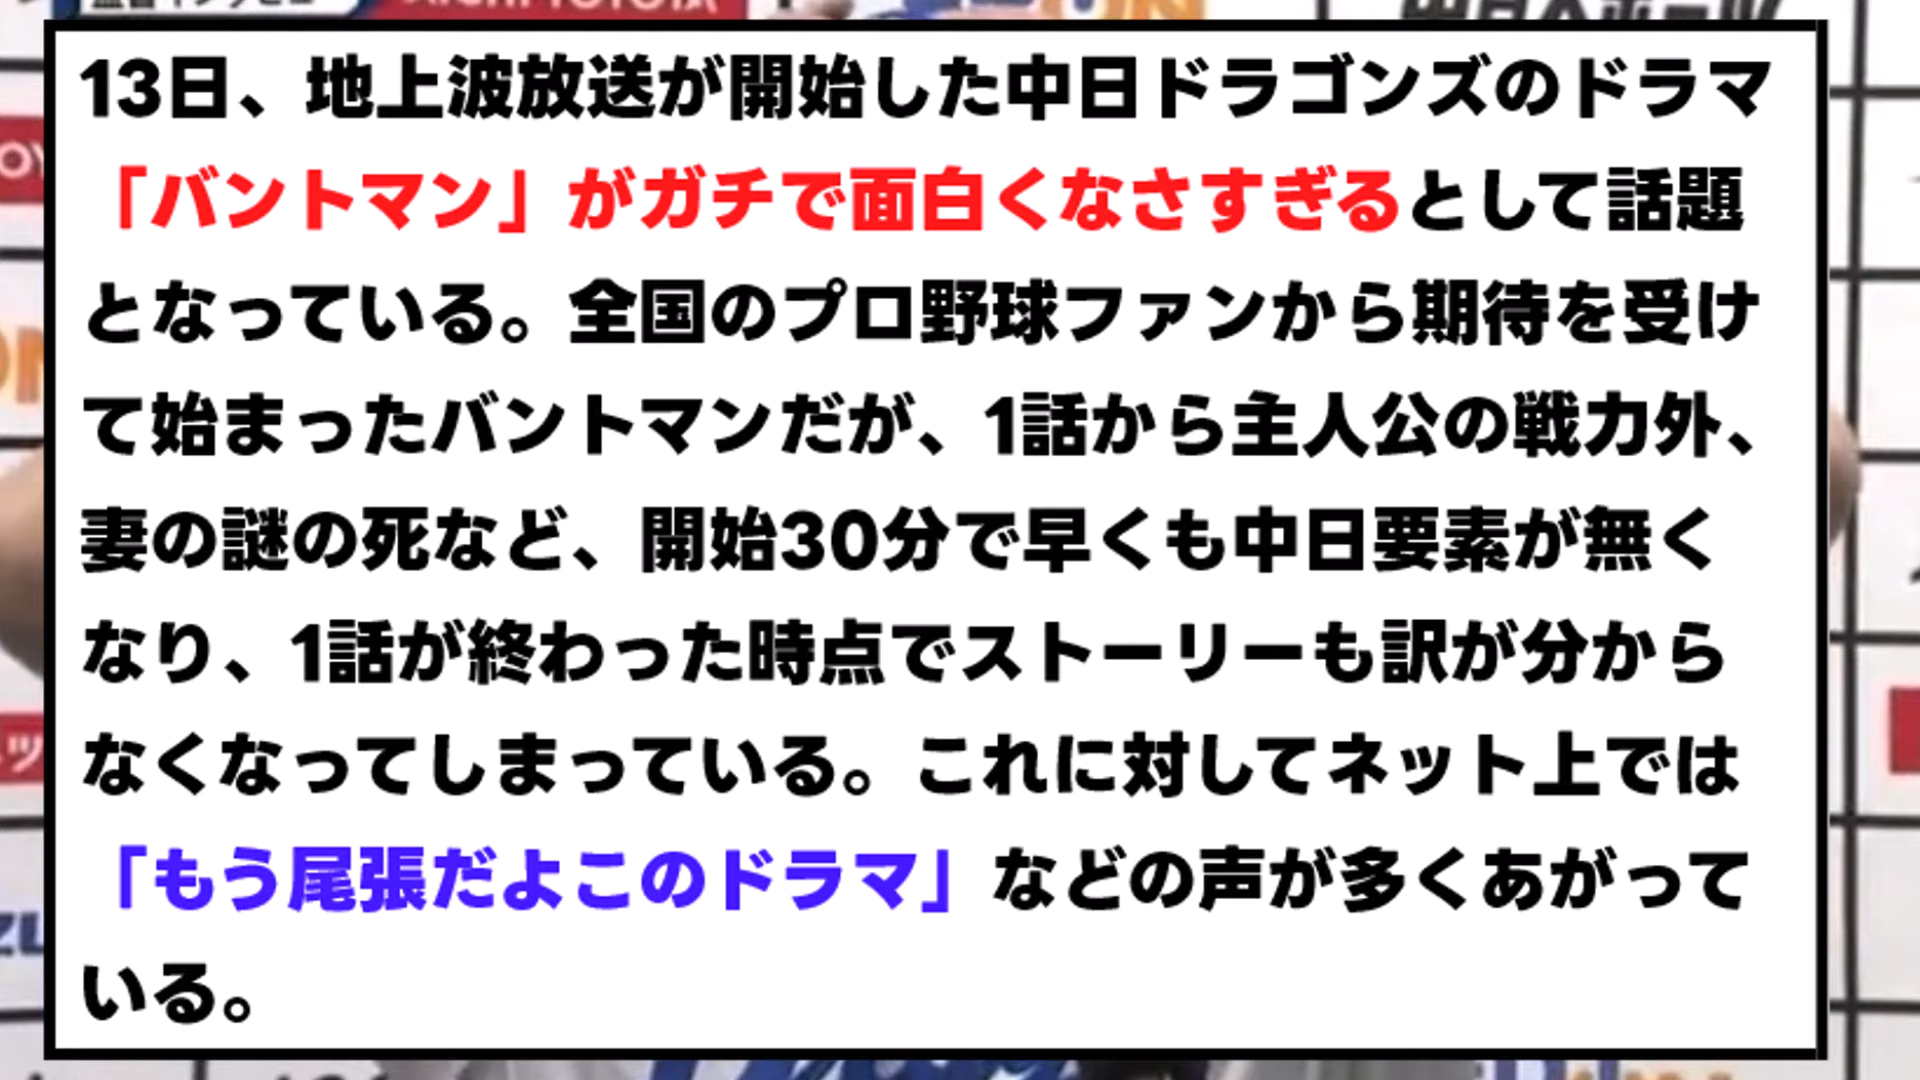 13日、地上波放送が開始した中日ドラゴンズのドラマ
「バントマン」がガチで面白くなさすぎるとして話題
となっている。全国のプロ野球ファンから期待を受け
て始まったバントマンだが、1話から主人公の戦力外、
妻の謎の死など、開始30分で早くも中日要素が無く
なり、1話が終わった時点でストーリーも訳が分から
なくなってしまっている。これに対してネット上では
「もう尾張だよこのドラマ」などの声が多くあがって
いる。